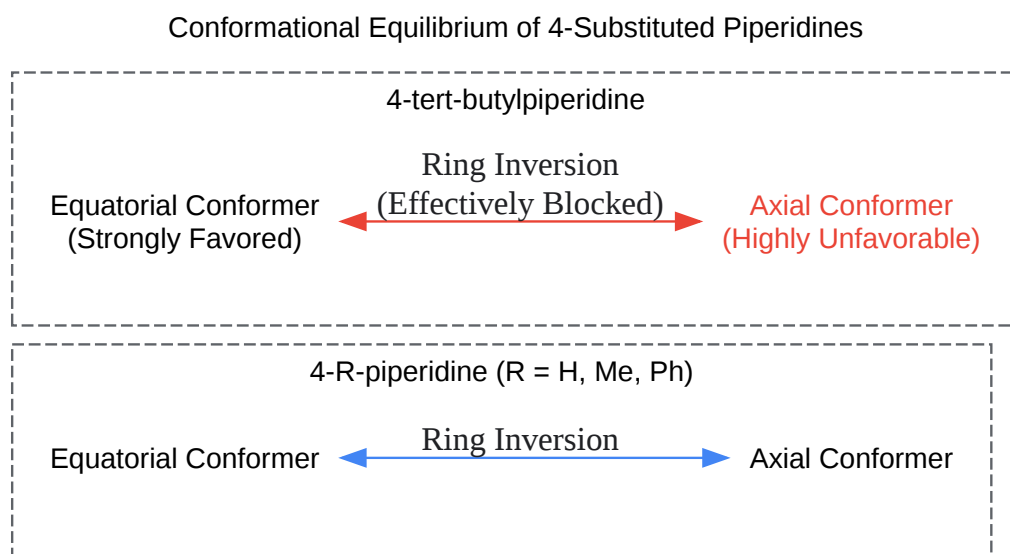 Conformational Equilibrium of 4-Substituted Piperidines
4-tert-butylpiperidine
Ring Inversion
(Effectively Blocked)
Equatorial Conformer
(Strongly Favored)
Axial Conformer
(Highly Unfavorable)
4-R-piperidine (R = H, Me, Ph)
Ring Inversion
Equatorial Conformer
Axial Conformer